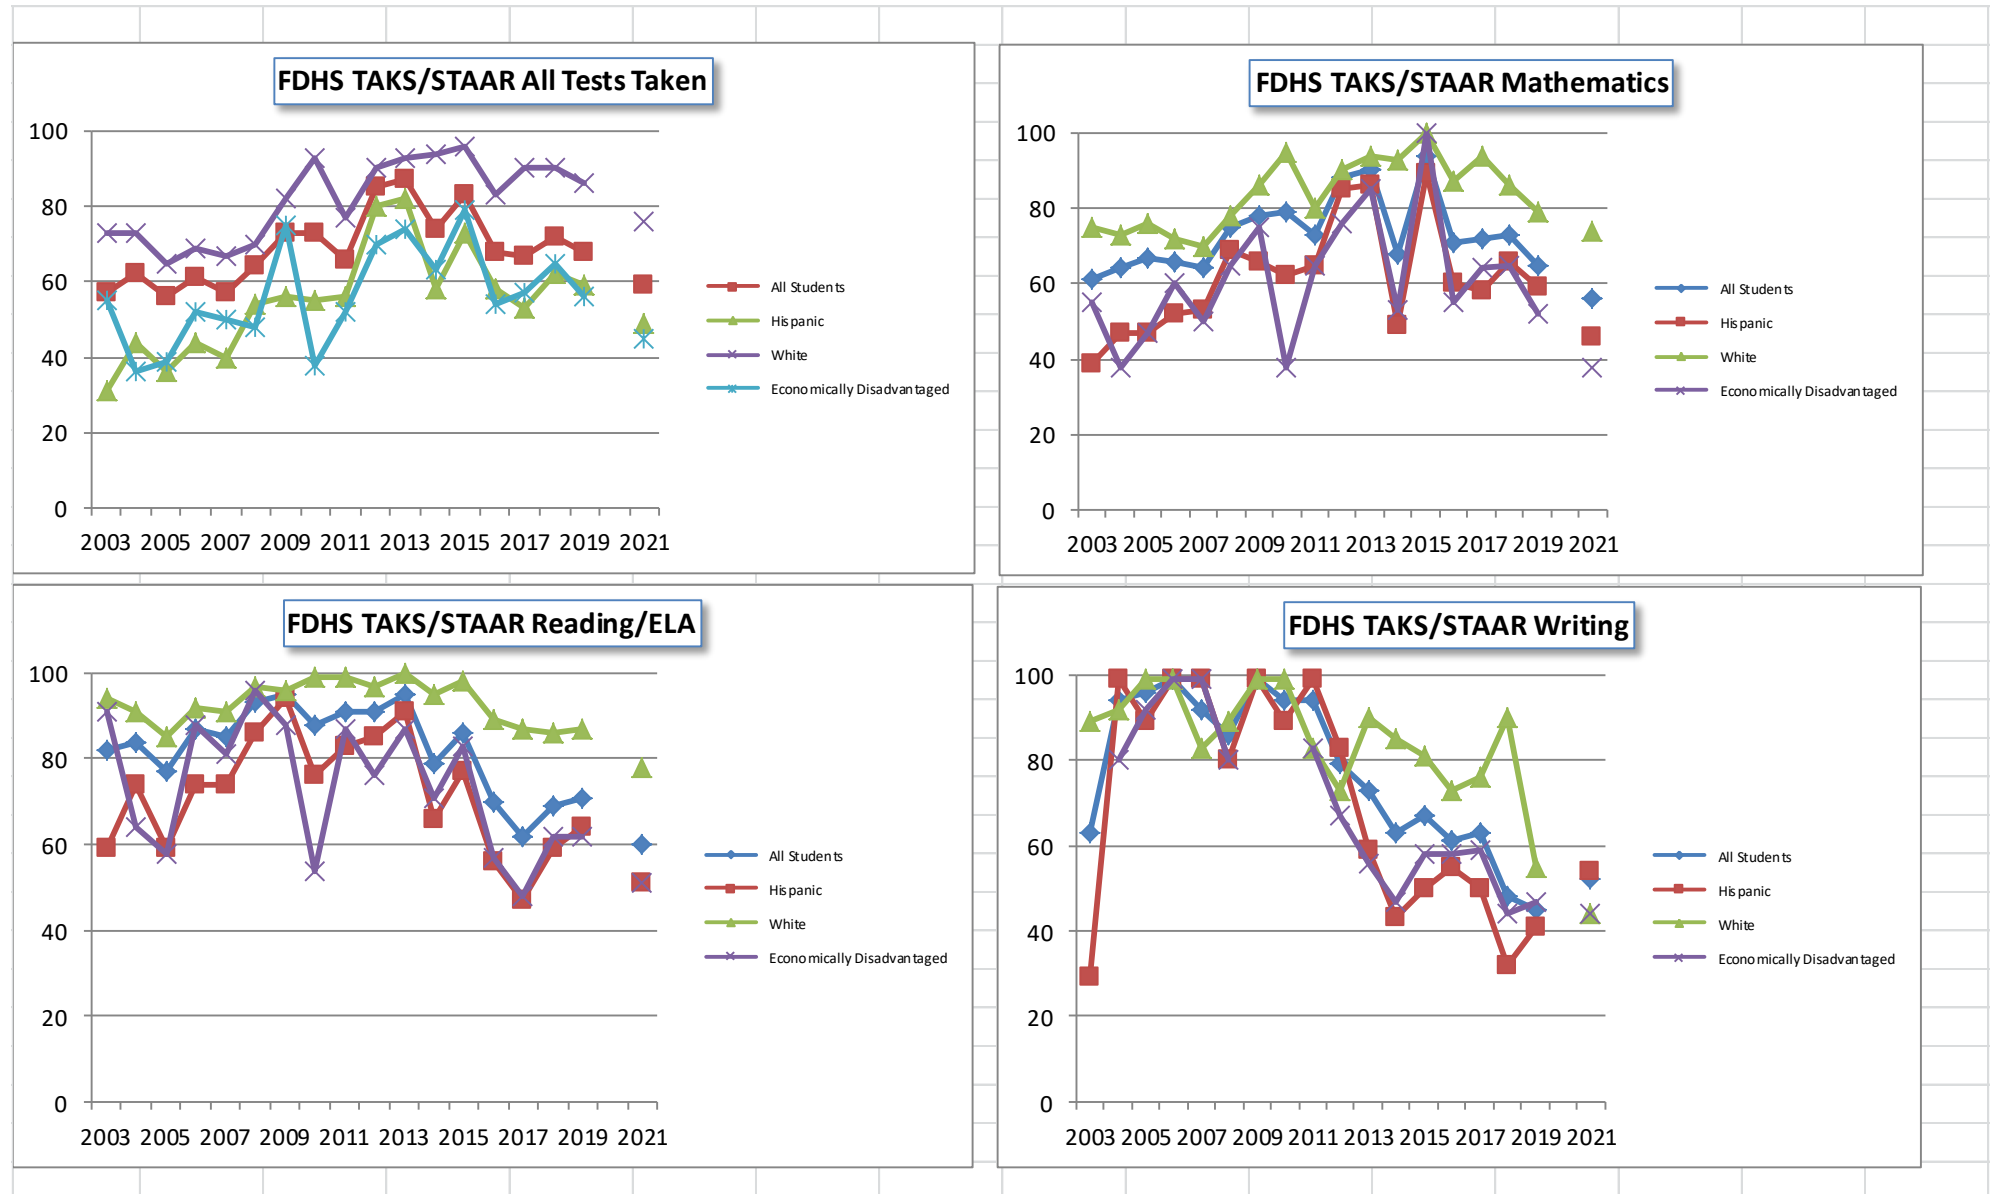 FDHS TAKS/STAAR All Tests Taken
100
80
60
40
20
0
2003 2005 2007 2009 2011 2013 2015 2017 2019 2021
All Students
Hispanic
White
Economically Disadvantaged
FDHS TAKS/STAAR Mathematics
100
80
60
40
20
0
2003 2005 2007 2009 2011 2013 2015 2017 2019 2021
All Students
Hispanic
White
Economically Disadvantaged
FDHS TAKS/STAAR Reading/ELA
100
80
60
40
20
0
2003 2005 2007 2009 2011 2013 2015 2017 2019 2021
All Students
Hispanic
White
Economically Disadvantaged
FDHS TAKS/STAAR Writing
100
80
60
40
20
0
2003 2005 2007 2009 2011 2013 2015 2017 2019 2021
All Students
Hispanic
White
Economically Disadvantaged